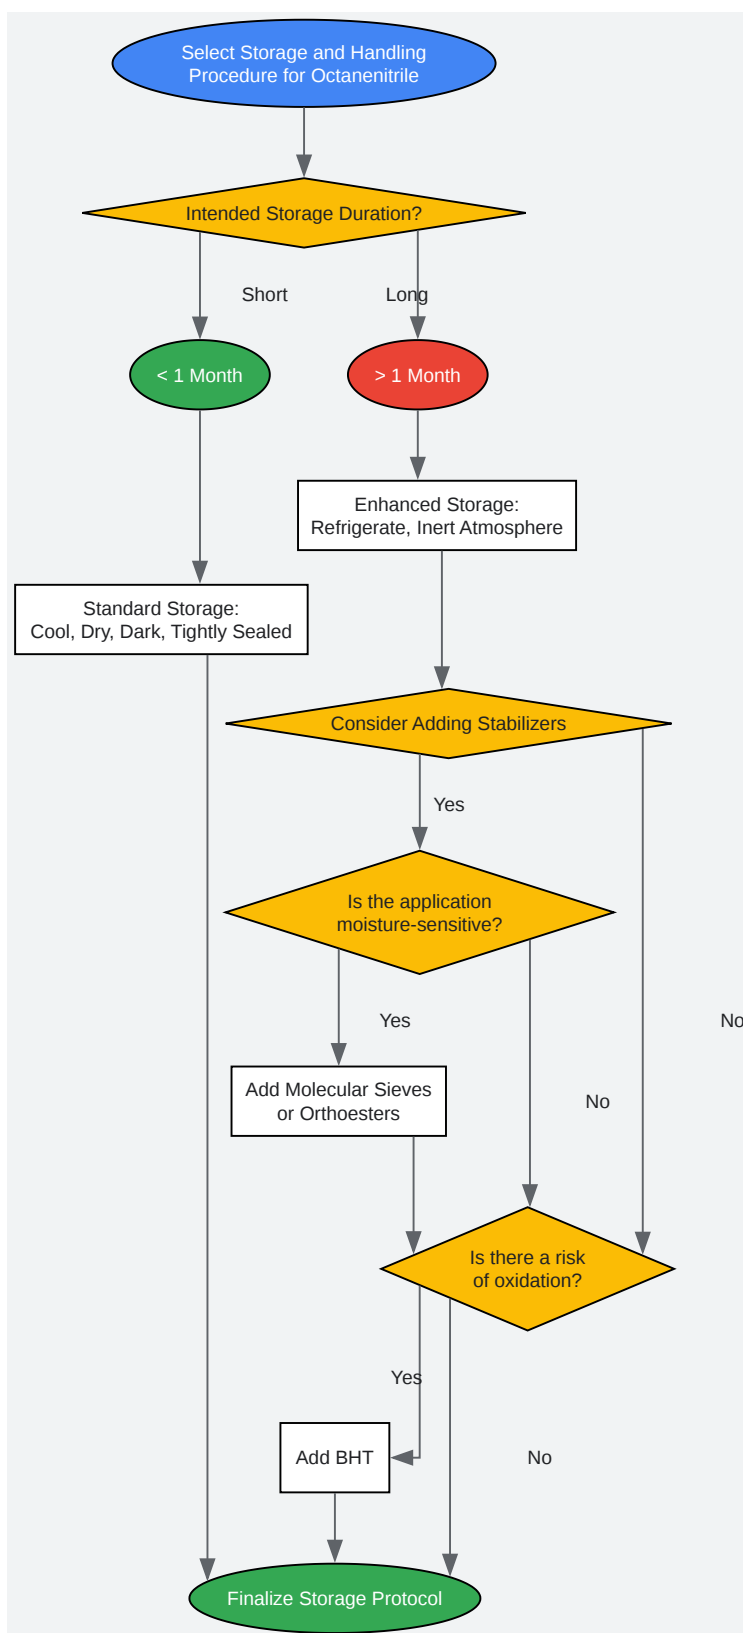 Select Storage and Handling
Procedure for Octanenitrile
Intended Storage Duration?
Short
Long
< 1 Month
> 1 Month
Enhanced Storage:
Refrigerate, Inert Atmosphere
Standard Storage:
Cool, Dry, Dark, Tightly Sealed
Consider Adding Stabilizers
Yes
Is the application
moisture-sensitive?
Yes
No
Add Molecular Sieves
or Orthoesters
No
Is there a risk
of oxidation?
Yes
Add BHT
No
Finalize Storage Protocol